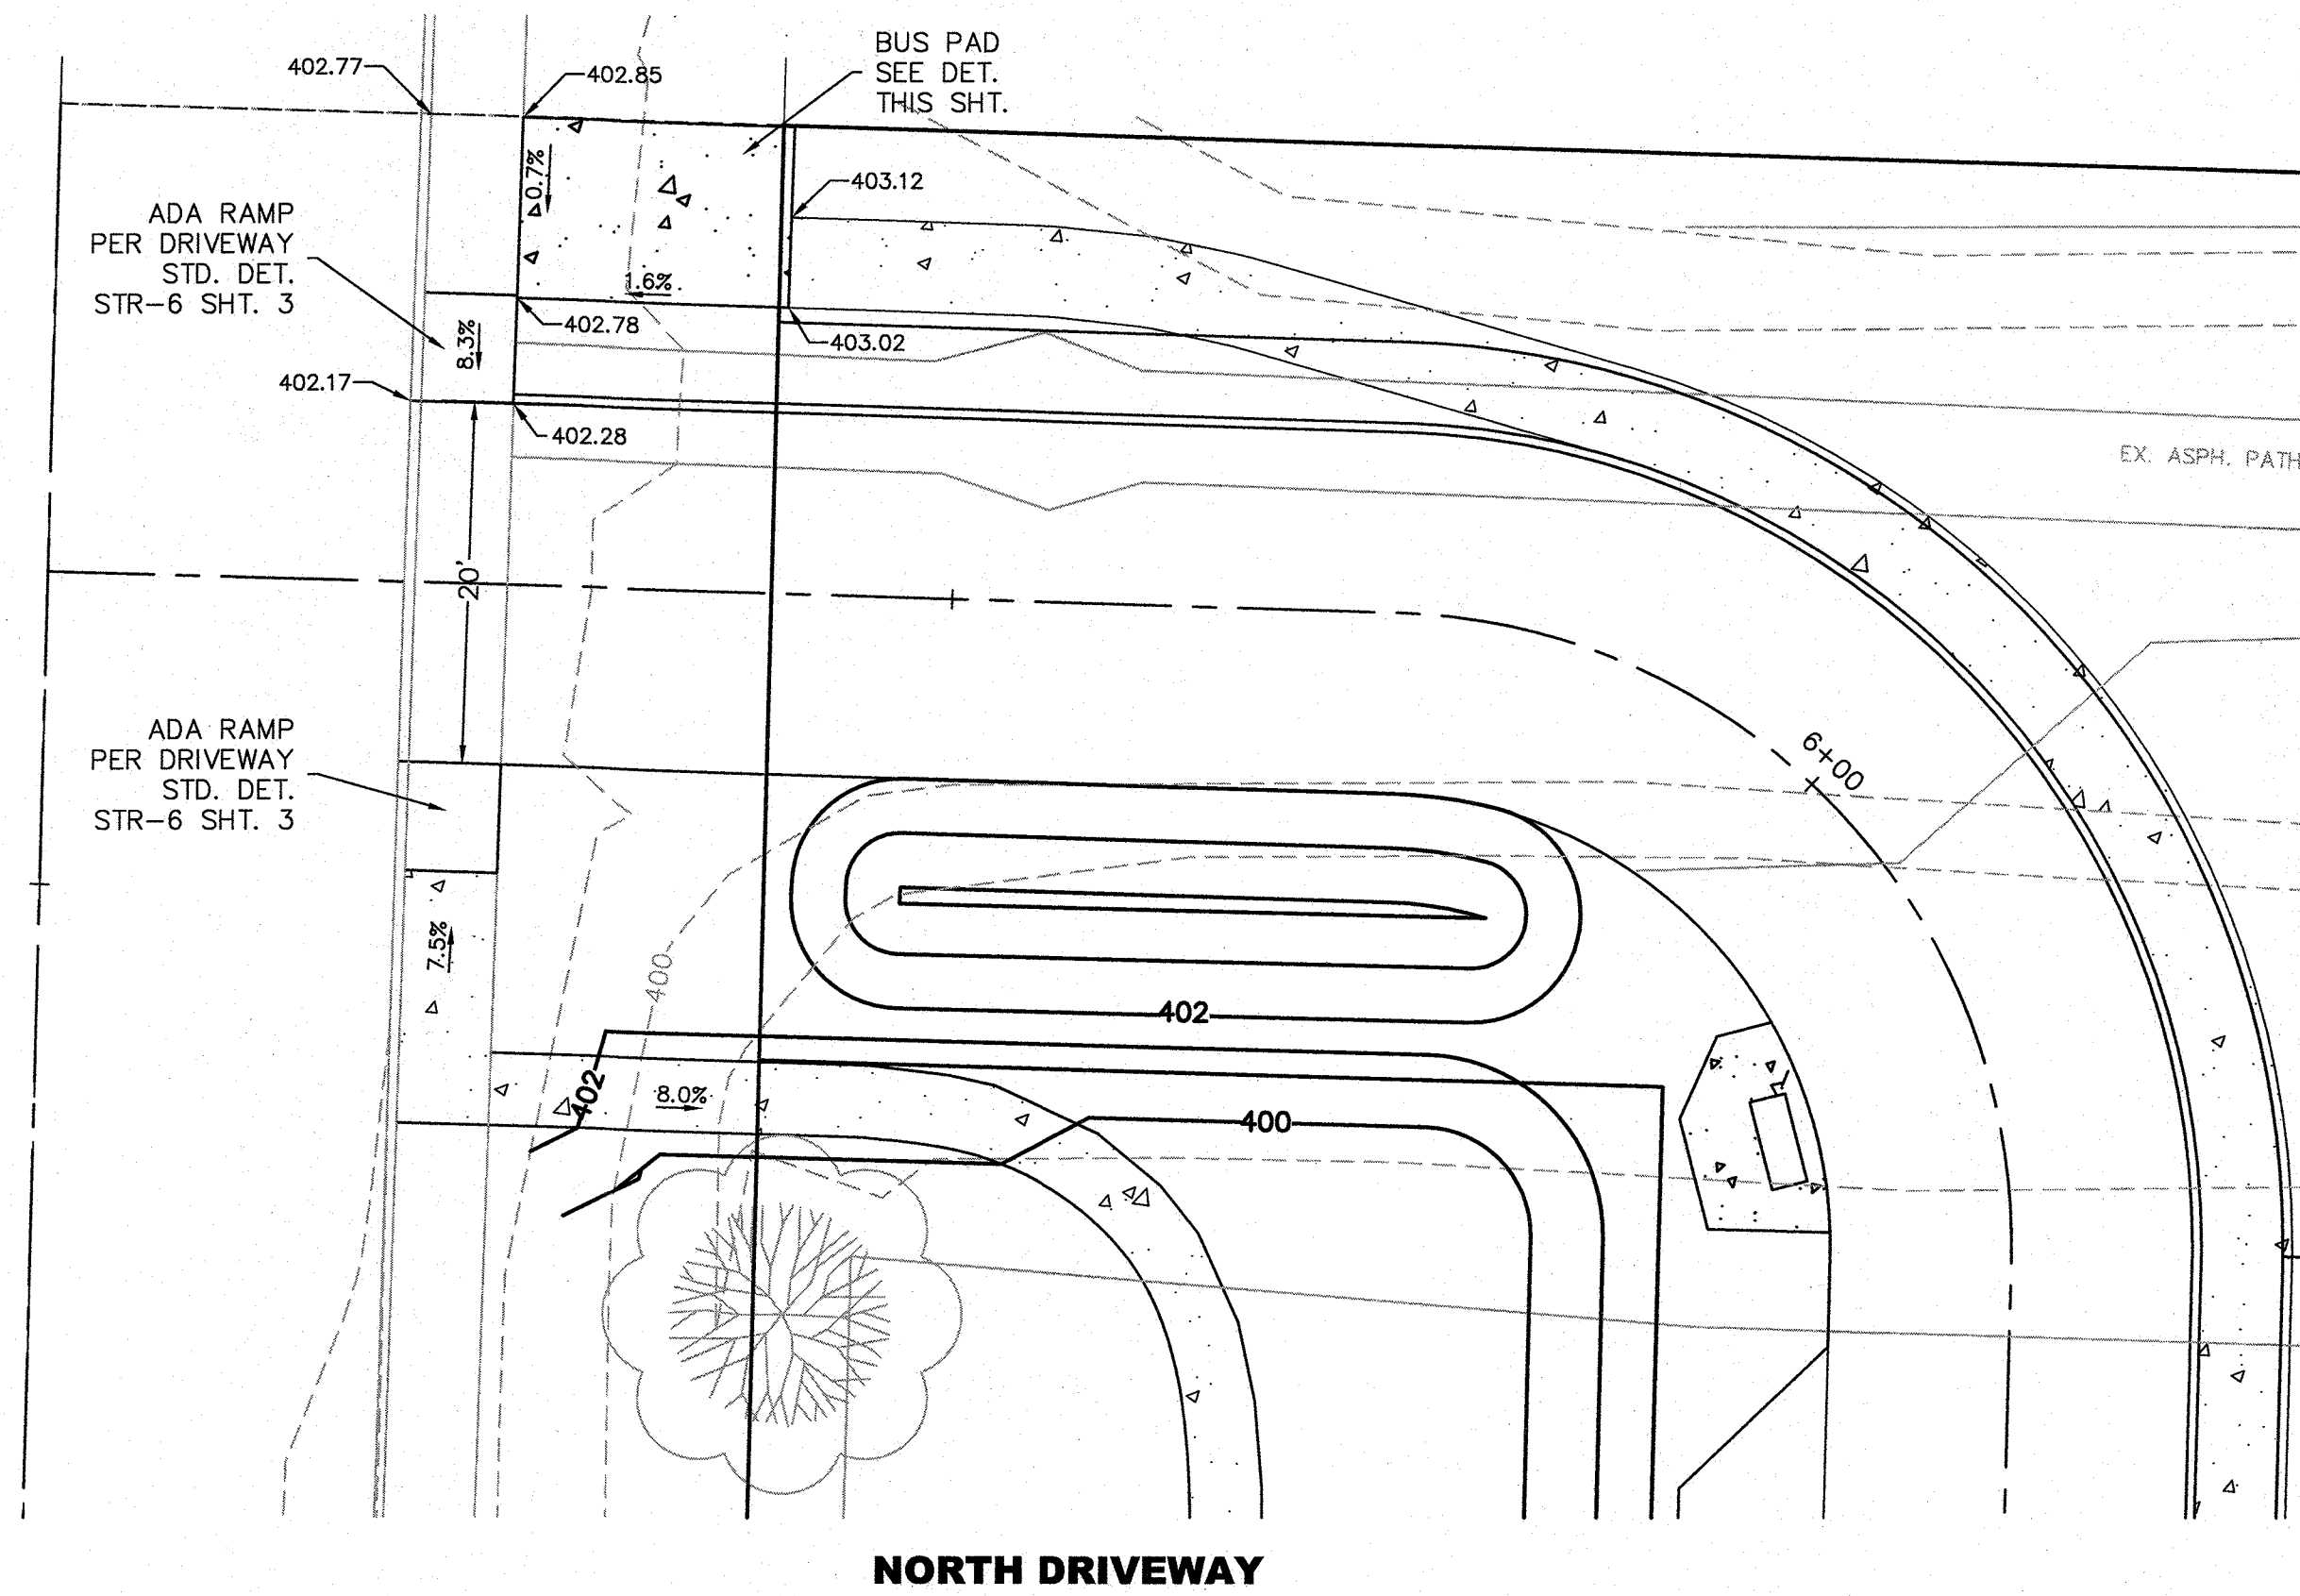 BUS PAD
SEE DET.
THIS SHT.
402.77
402.85
0.7%
403.12
ADA RAMP
PER DRIVEWAY
STD. DET.
STR-6 SHT. 3
1.6%
402.78
8.3%
403.02
402.17
402.28
EX. ASPH. PATH
20'
ADA RAMP
PER DRIVEWAY
STD. DET.
STR-6 SHT. 3
6+00
7.5%
400
402
402
8.0%
400
NORTH DRIVEWAY